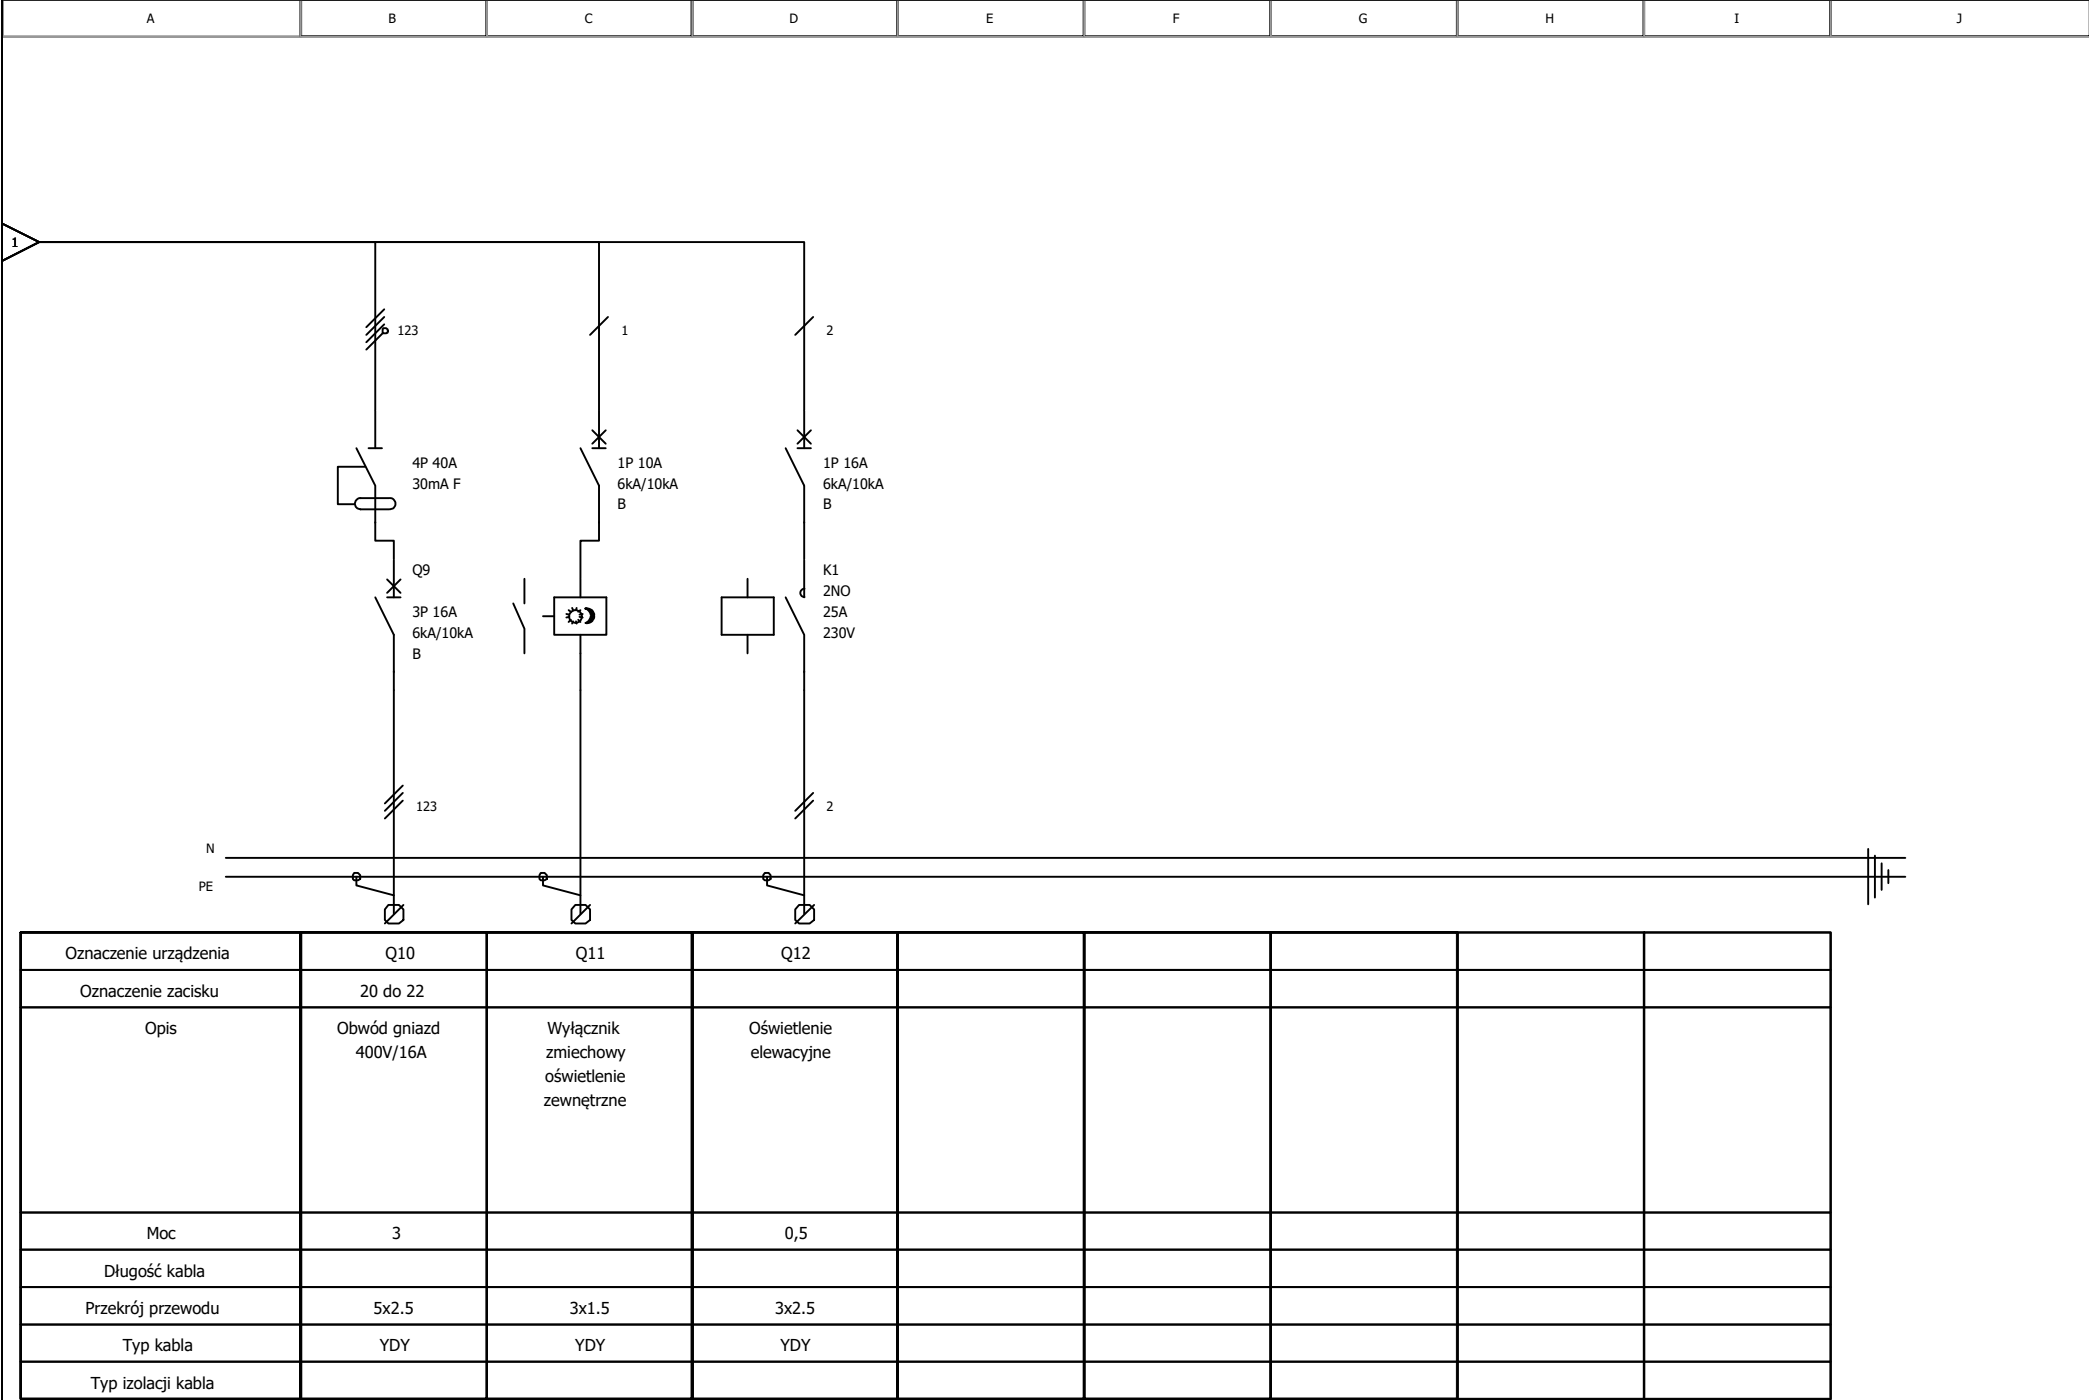 A B C D E F G H I J
1
123 1 2
4P 40A
30mA F
1P 10A
6kA/10kA
B
1P 16A
6kA/10kA
B
Q9
3P 16A
6kA/10kA
B
K1
2NO
25A
230V
123 2
N
PE
Oznaczenie urządzenia Q10 Q11 Q12
Oznaczenie zacisku 20 do 22
Opis
Obwód gniazd
400V/16A
Wyłącznik
zmiechowy
oświetlenie
zewnętrzne
Oświetlenie
elewacyjne
Moc 3 0,5
Długość kabla
Przekrój przewodu 5x2.5 3x1.5 3x2.5
Typ kabla YDY YDY YDY
Typ izolacji kabla